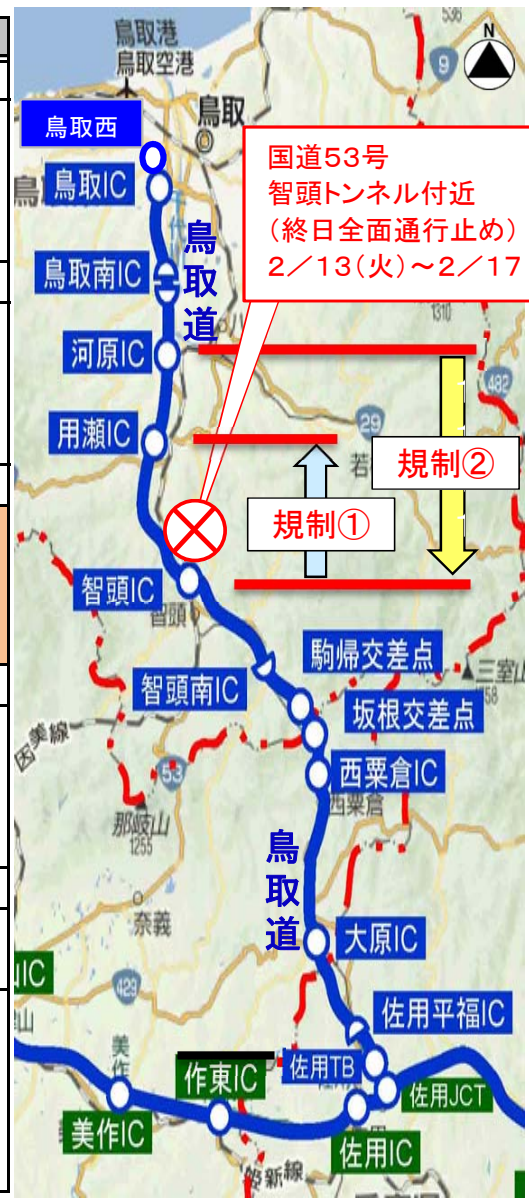 536
鳥取港
鳥取空港
N
9
鳥取
鳥取西
鳥取IC
国道53号
智頭トンネル付近
(終日全面通行止め)
2/13(火)~2/17
鳥取道
鳥取南IC
1310
河原IC
482
用瀬IC
29
規制②
規制①
智頭IC
智頭
駒帰交差点
三室山
智頭南IC
坂根交差点
因美線
53
西粟倉IC
西粟倉
那岐山
1255
鳥取道
奈義
大原IC
429
佐用平福IC
佐用TB
作東IC
佐用JCT
美作IC
佐用IC
姫新線